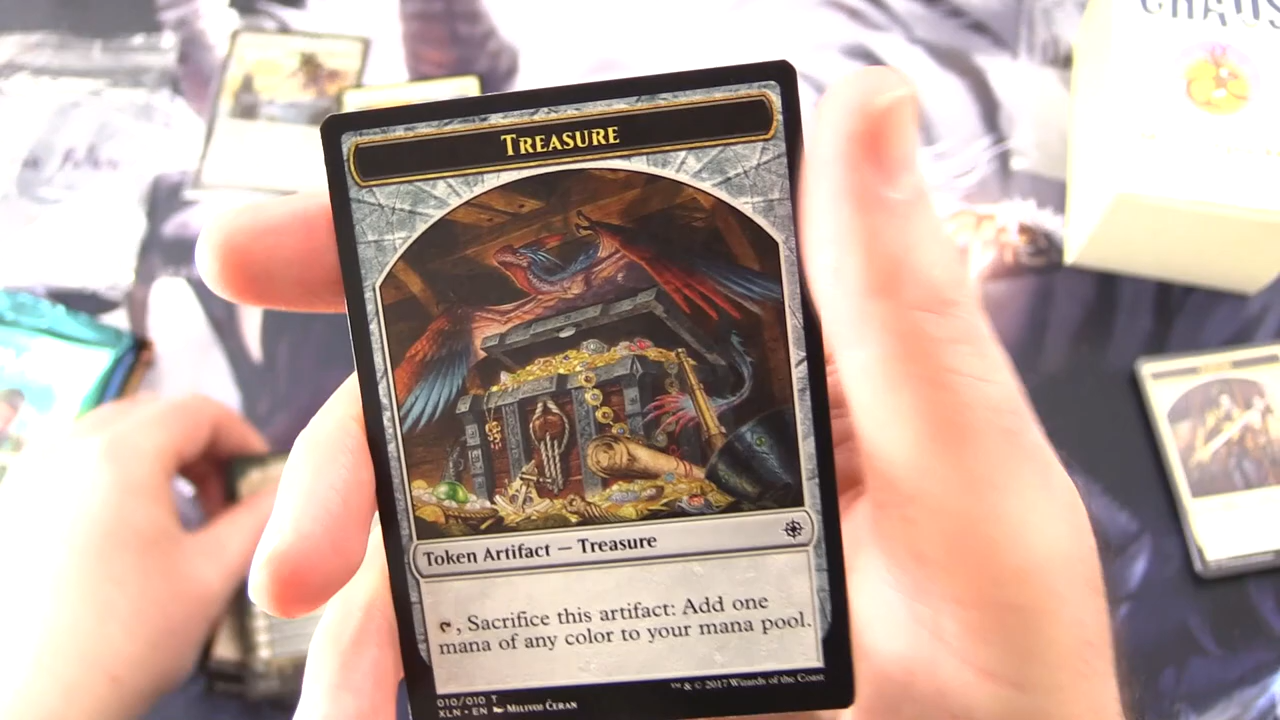 CHAOS
TREASURE
Token Artifact — Treasure
, Sacrifice this artifact: Add one
mana of any color to your mana pool.
™ & © 2017 Wizards of the Coast
010/010 T
XLN • EN MILIVOJ ĆERAN